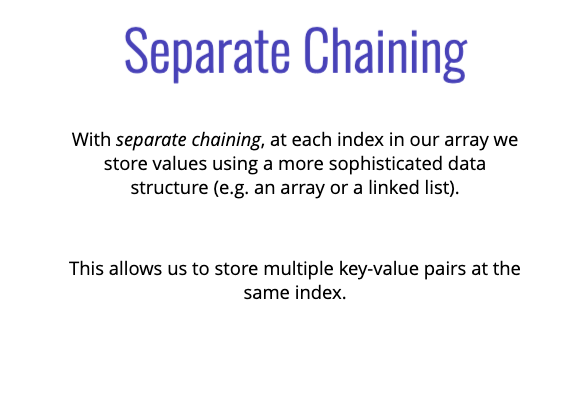 Separate Chaining
With separate chaining, at each index in our array we
store values using a more sophisticated data
structure (e.g. an array or a linked list).
This allows us to store multiple key-value pairs at the
same index.